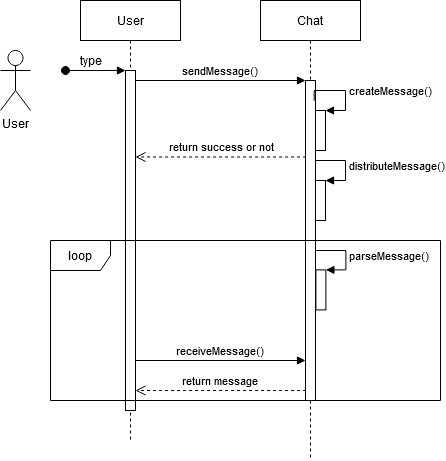 User
Chat
type
User
sendMessage()
createMessage()
return success or not
distributeMessage()
loop
parseMessage()
receiveMessage()
return message